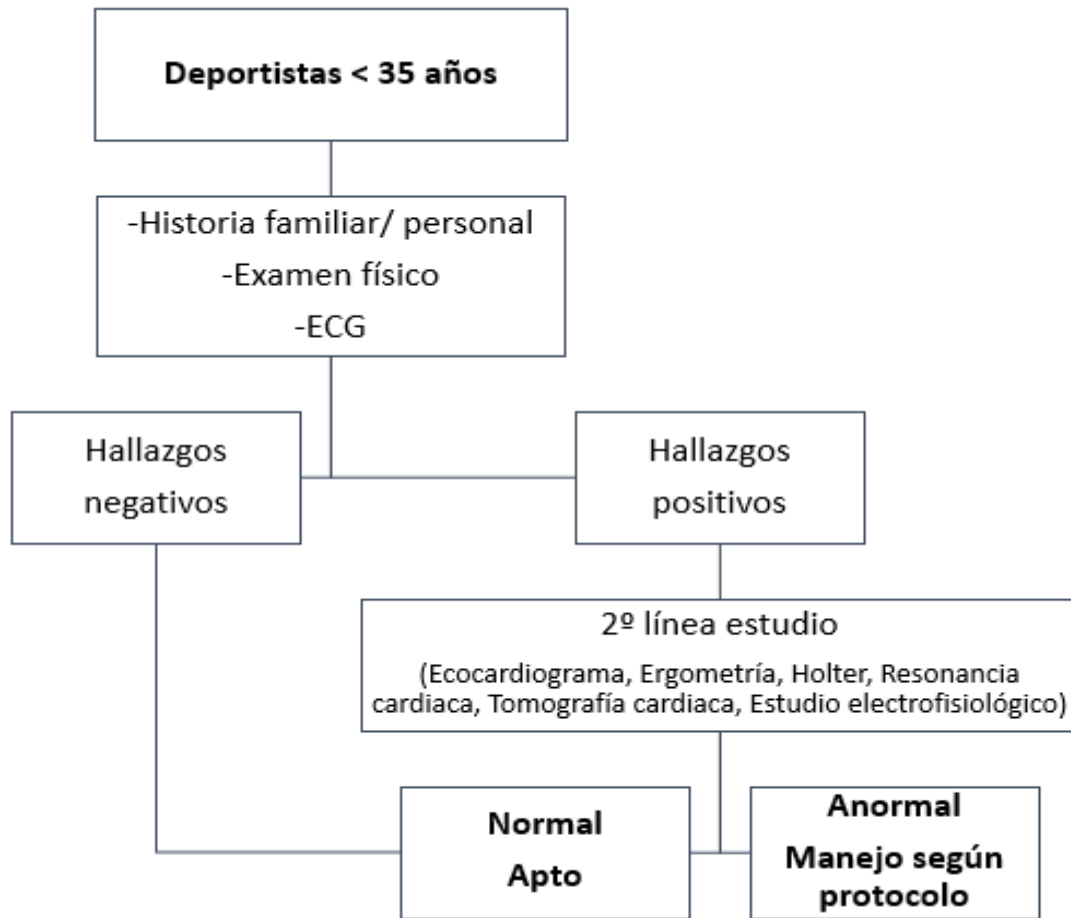 Deportistas < 35 años
-Historia familiar/ personal
-Examen físico
-ECG
Hallazgos
negativos
Hallazgos
positivos
2º línea estudio
(Ecocardiograma, Ergometría, Holter, Resonancia
cardiaca, Tomografía cardiaca, Estudio electrofisiológico)
Normal
Apto
Anormal
Manejo según
protocolo